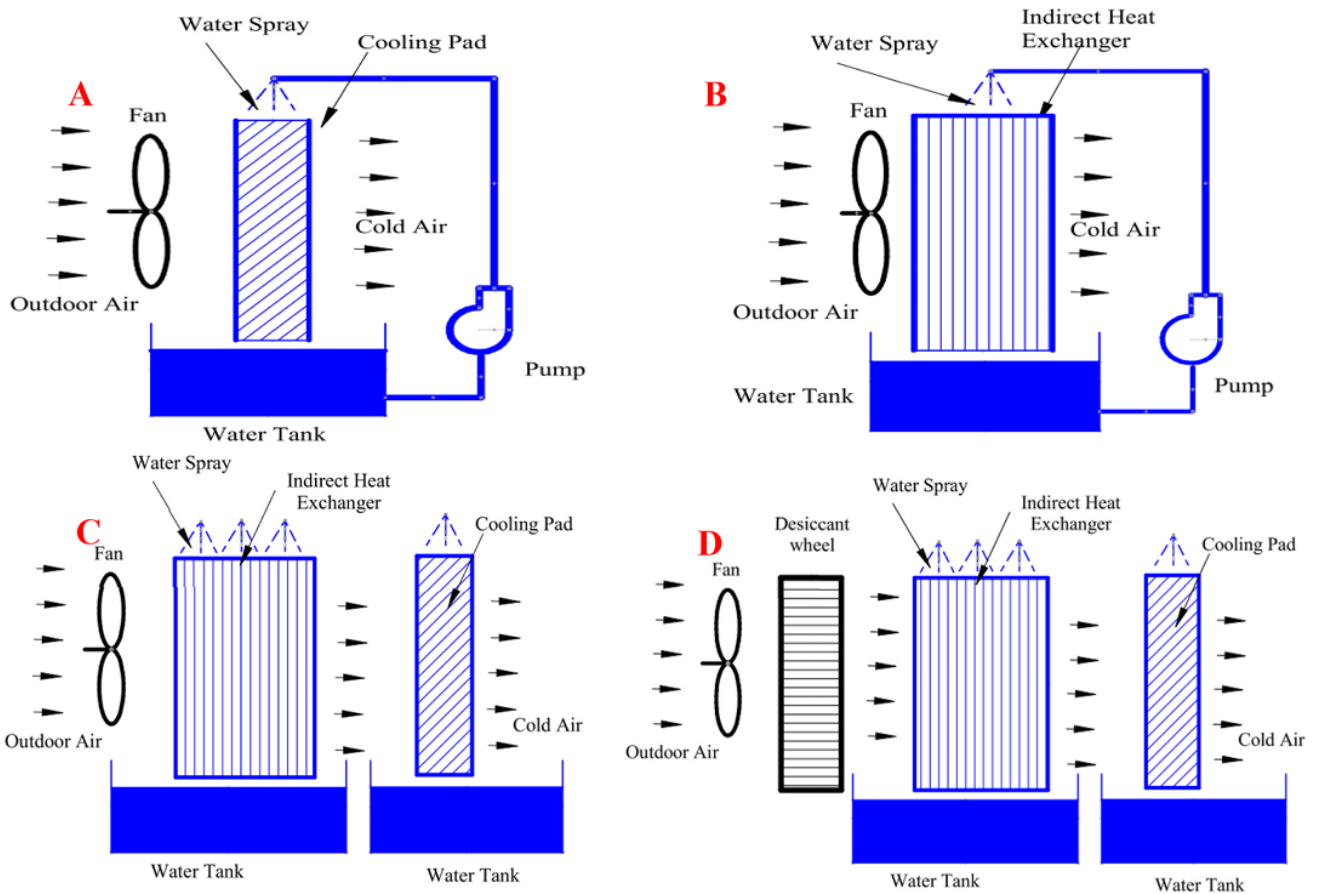 Water Spray
Cooling Pad
A
Fan
Cold Air
Outdoor Air
Pump
Water Tank
Indirect Heat
Exchanger
Water Spray
B
Fan
Cold Air
Outdoor Air
Water Tank
Pump
Water Spray
Indirect Heat
Exchanger
Cooling Pad
C
Fan
Outdoor Air
Cold Air
Water Tank
Water Tank
Water Spray
Indirect Heat
Exchanger
Desiccant
wheel
D
Cooling Pad
Fan
Outdoor Air
Cold Air
Water Tank
Water Tank